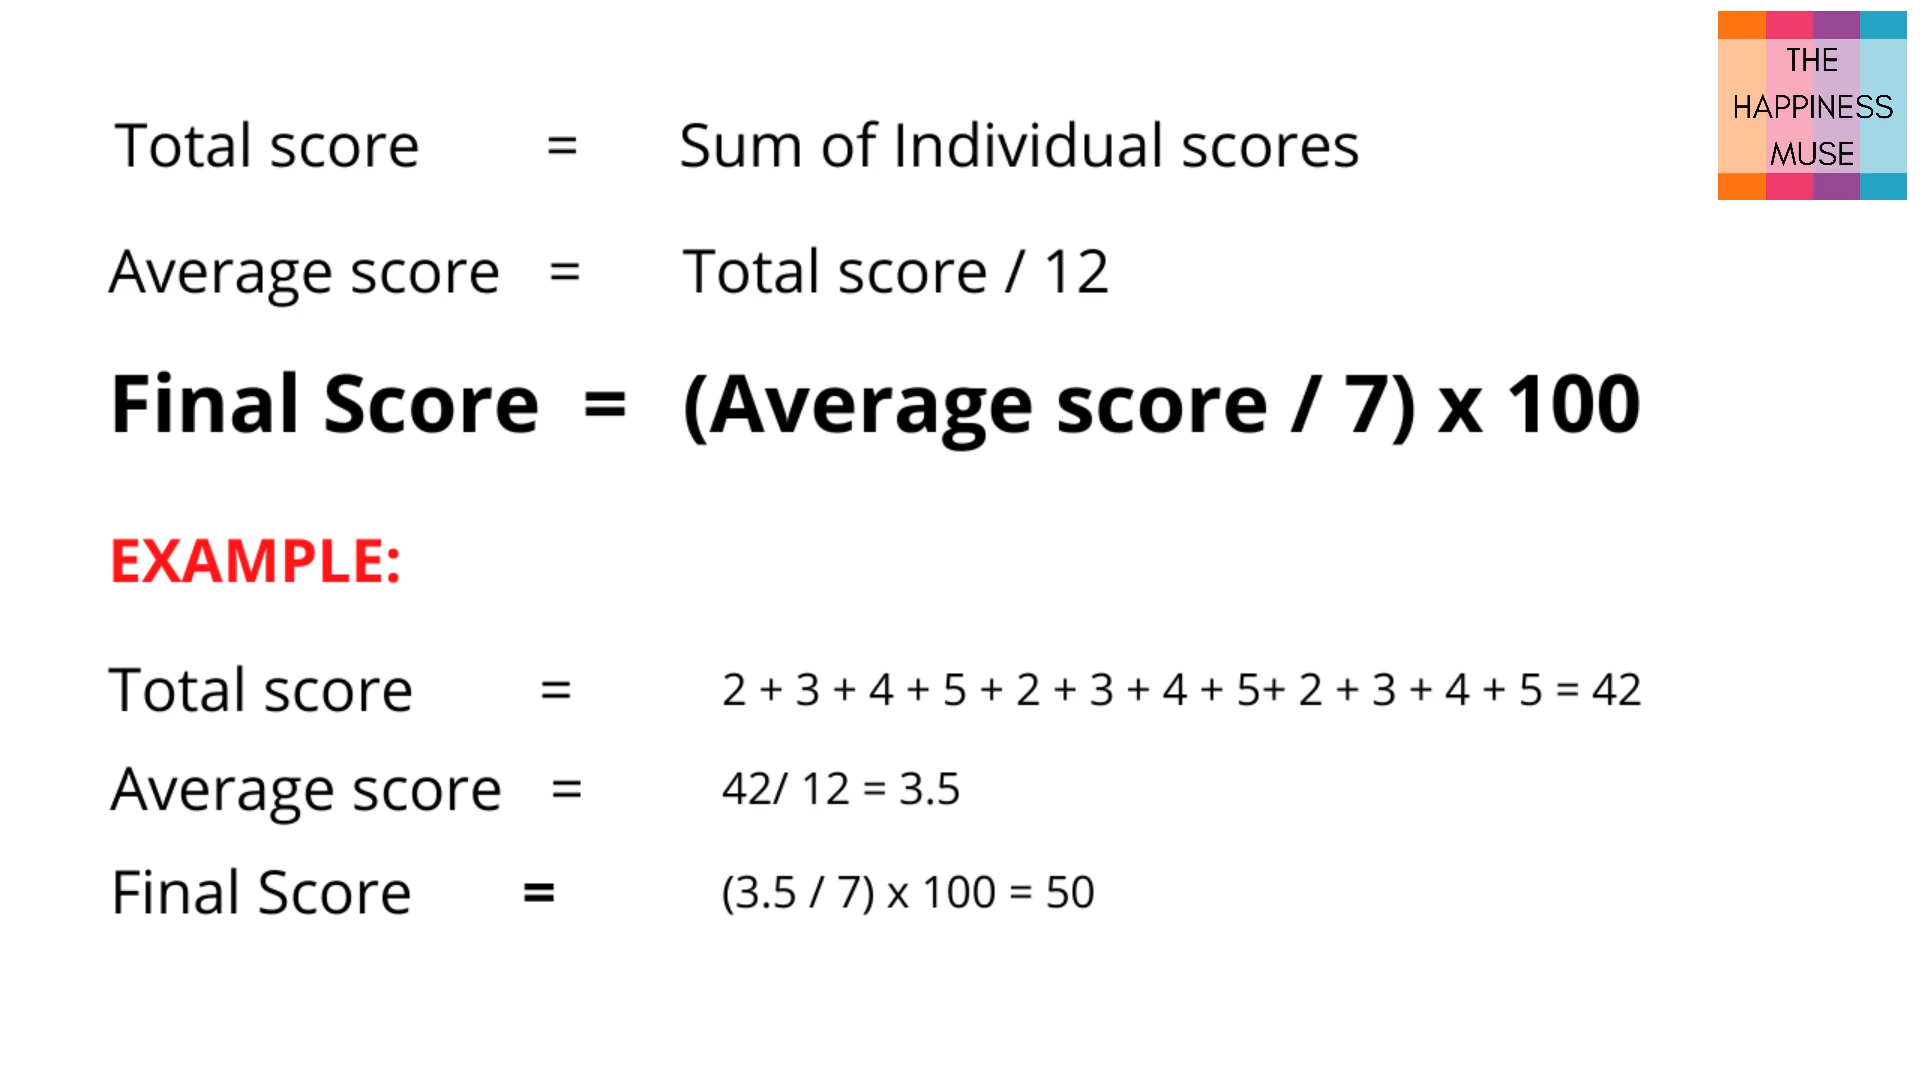 THE
HAPPINESS
MUSE
Total score = Sum of Individual scores
Average score = Total score / 12
Final Score = (Average score / 7) x 100
EXAMPLE:
Total score = 2 + 3 + 4 + 5 + 2 + 3 + 4 + 5+ 2 + 3 + 4 + 5 = 42
Average score = 42/ 12 = 3.5
Final Score = (3.5 / 7) x 100 = 50